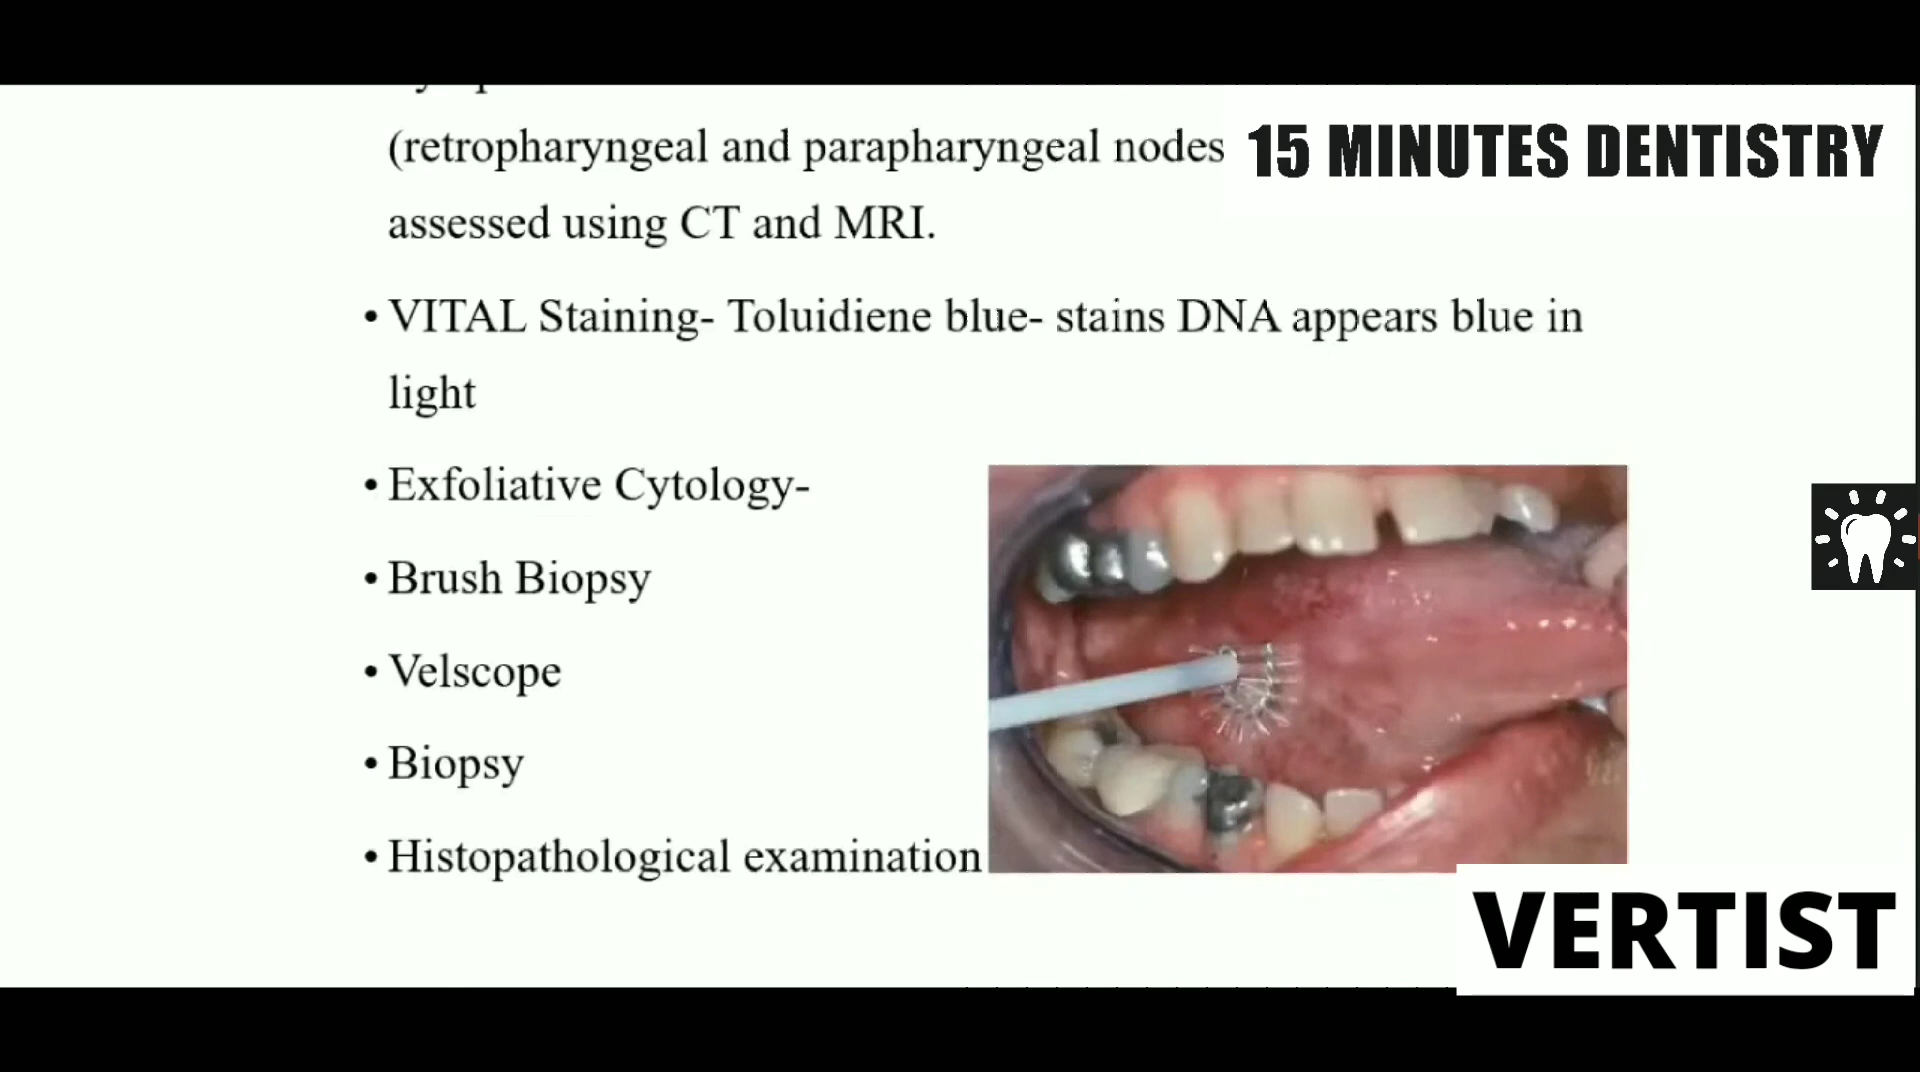 (retropharyngeal and parapharyngeal nodes
15 MINUTES DENTISTRY
assessed using CT and MRI.
• VITAL Staining- Toluidiene blue- stains DNA appears blue in
light
• Exfoliative Cytology-
• Brush Biopsy
• Velscope
• Biopsy
• Histopathological examination
VERTIST